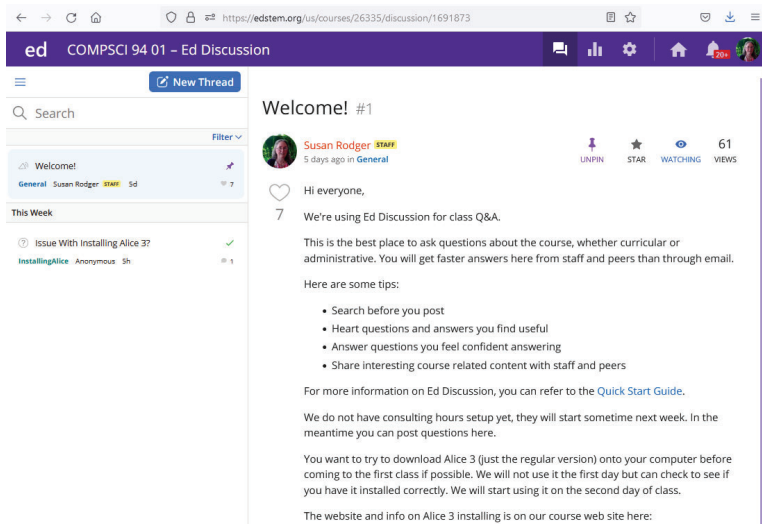 https://edstem.org/us/courses/26335/discussion/1691873
ed COMPSCI 94 01 – Ed Discussion
20+
New Thread
Search
Filter
Welcome!
General Susan Rodger STAFF 5d 7
This Week
Issue With Installing Alice 3?
InstallingAlice Anonymous 5h 1
Welcome! #1
Susan Rodger STAFF
5 days ago in General
UNPIN STAR WATCHING 61 VIEWS
7
Hi everyone,
We're using Ed Discussion for class Q&A.
This is the best place to ask questions about the course, whether curricular or
administrative. You will get faster answers here from staff and peers than through email.
Here are some tips:
• Search before you post
• Heart questions and answers you find useful
• Answer questions you feel confident answering
• Share interesting course related content with staff and peers
For more information on Ed Discussion, you can refer to the Quick Start Guide.
We do not have consulting hours setup yet, they will start sometime next week. In the
meantime you can post questions here.
You want to try to download Alice 3 (just the regular version) onto your computer before
coming to the first class if possible. We will not use it the first day but can check to see if
you have it installed correctly. We will start using it on the second day of class.
The website and info on Alice 3 installing is on our course web site here: